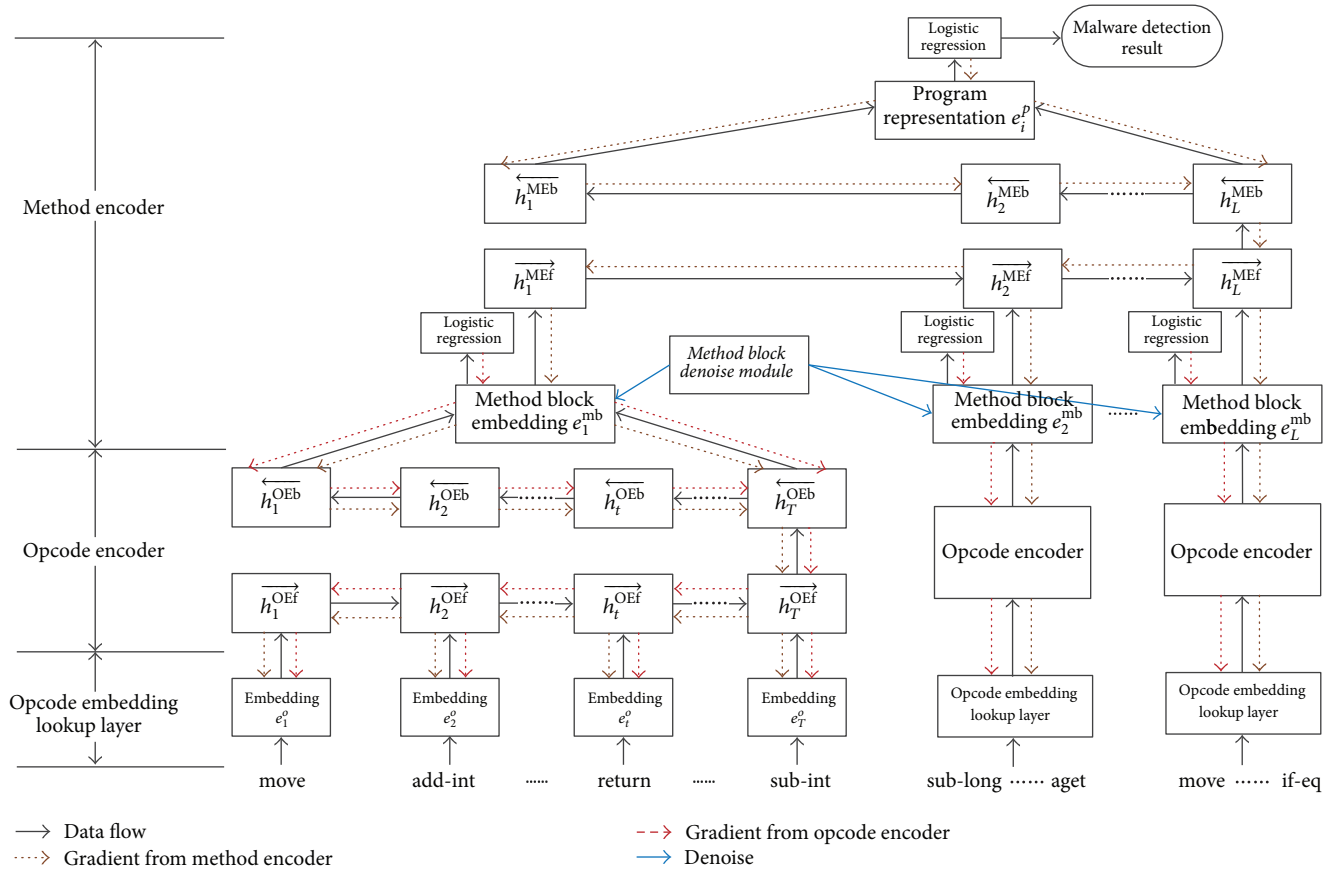 Logistic
regression
Malware detection
result
Program
representation e_i^p
Method encoder
h_1^MEb
h_2^MEb
......
h_L^MEb
h_1^MEf
h_2^MEf
......
h_L^MEf
Logistic
regression
Method block
denoise module
Logistic
regression
Logistic
regression
Method block
embedding e_1^mb
Method block
embedding e_2^mb
......
Method block
embedding e_L^mb
Opcode encoder
h_1^OEb
h_2^OEb
......
h_t^OEb
......
h_T^OEb
Opcode encoder
Opcode encoder
h_1^OEf
h_2^OEf
......
h_t^OEf
......
h_T^OEf
Opcode embedding
lookup layer
Embedding
e_1^o
Embedding
e_2^o
Embedding
e_t^o
Embedding
e_T^o
Opcode embedding
lookup layer
Opcode embedding
lookup layer
move add-int ...... return ...... sub-int sub-long ...... aget move ...... if-eq
Data flow
Gradient from method encoder
Gradient from opcode encoder
Denoise